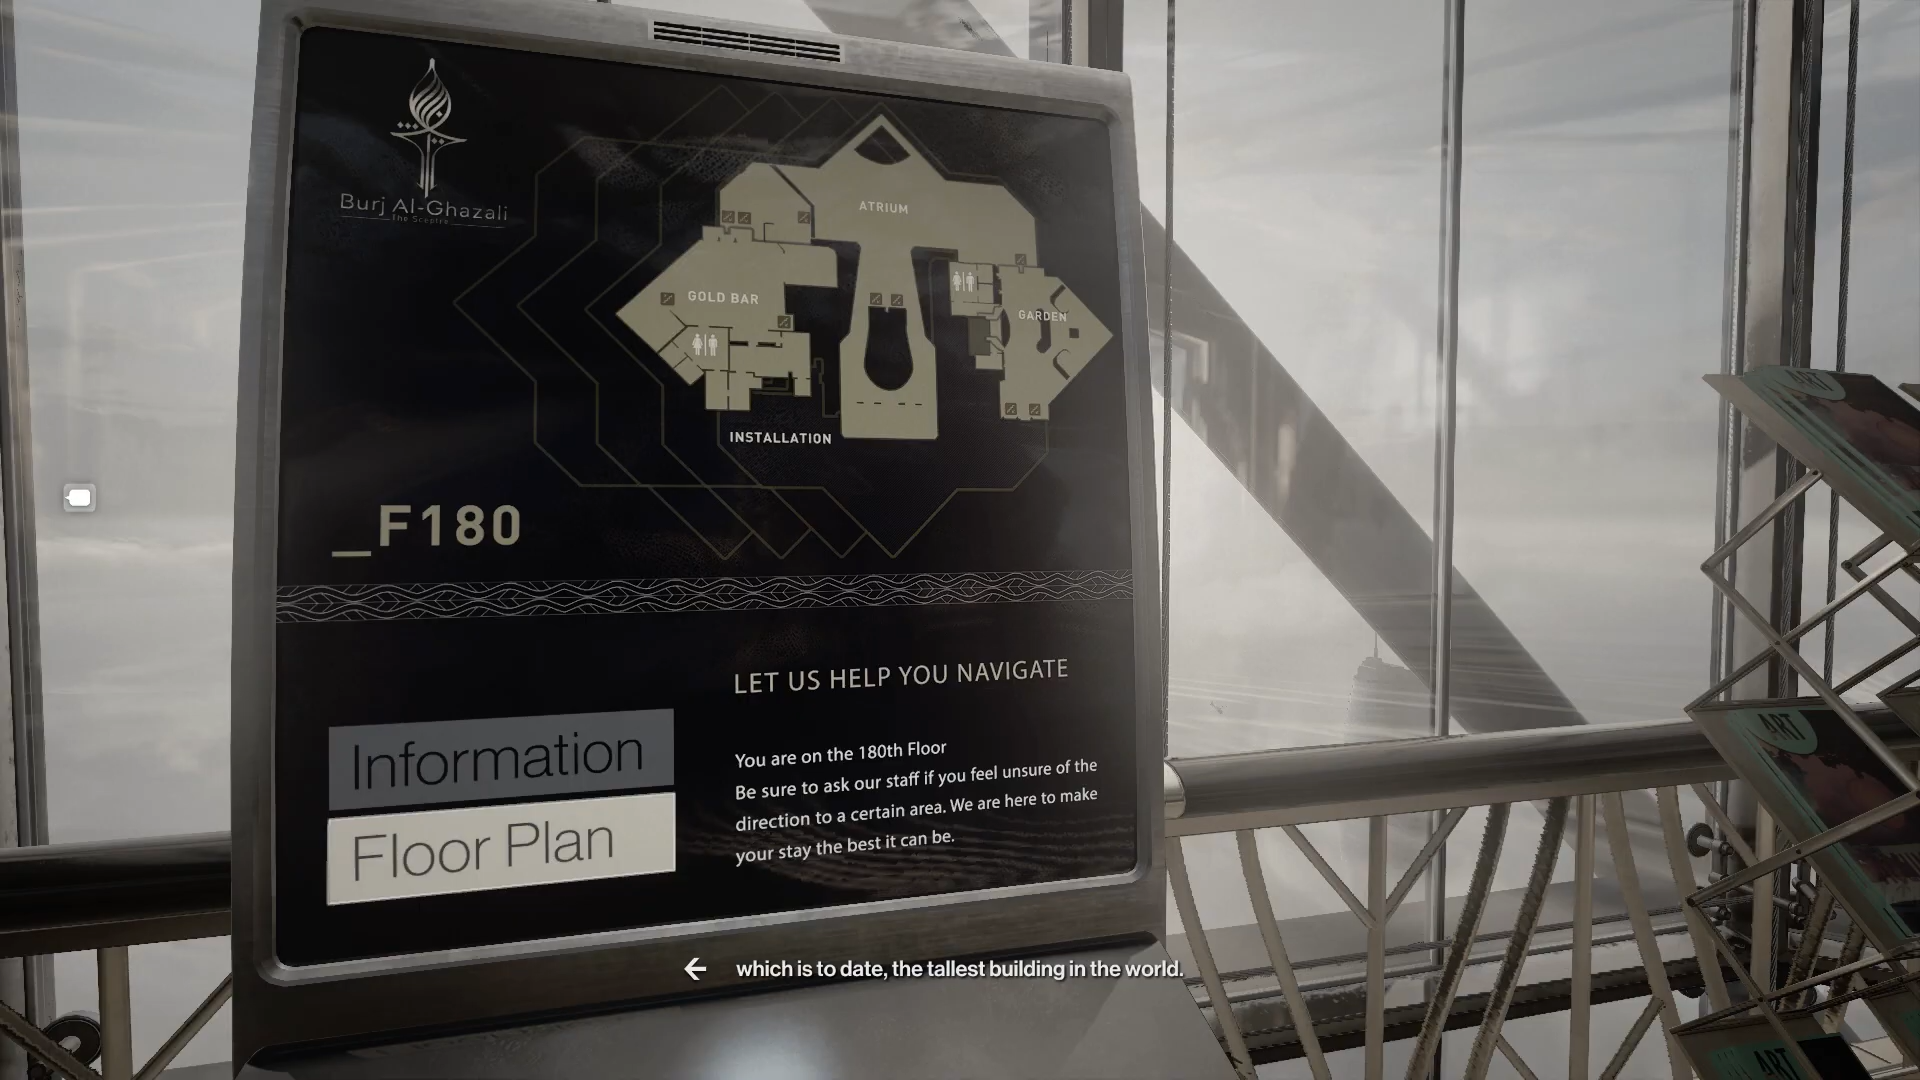 Burj Al-Ghazali
The Sceptre
ATRIUM
GOLD BAR
GARDEN
INSTALLATION
_F180
LET US HELP YOU NAVIGATE
Information
Floor Plan
You are on the 180th Floor
Be sure to ask our staff if you feel unsure of the
direction to a certain area. We are here to make
your stay the best it can be.
which is to date, the tallest building in the world.
ART
ART
ART